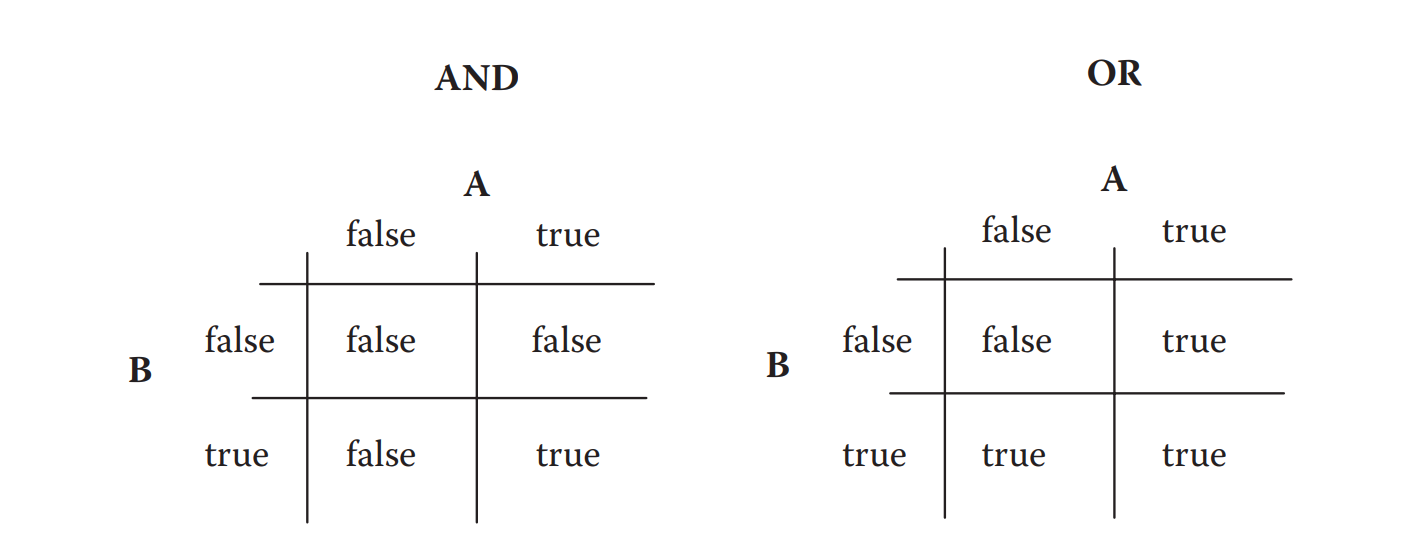 AND
A
false true
false false false
B
true false true
OR
A
false true
false false true
B
true true true